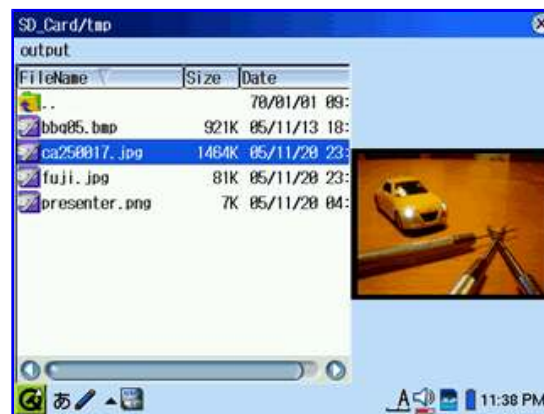 SD_Card/tmp
output
FileName Size Date
.. 70/01/01 09:
bbq05.bmp 921K 05/11/13 18:
ca250017.jpg 1464K 05/11/20 23:
fuji.jpg 81K 05/11/20 23:
presenter.png 7K 05/11/20 04:
あ A 11:38 PM